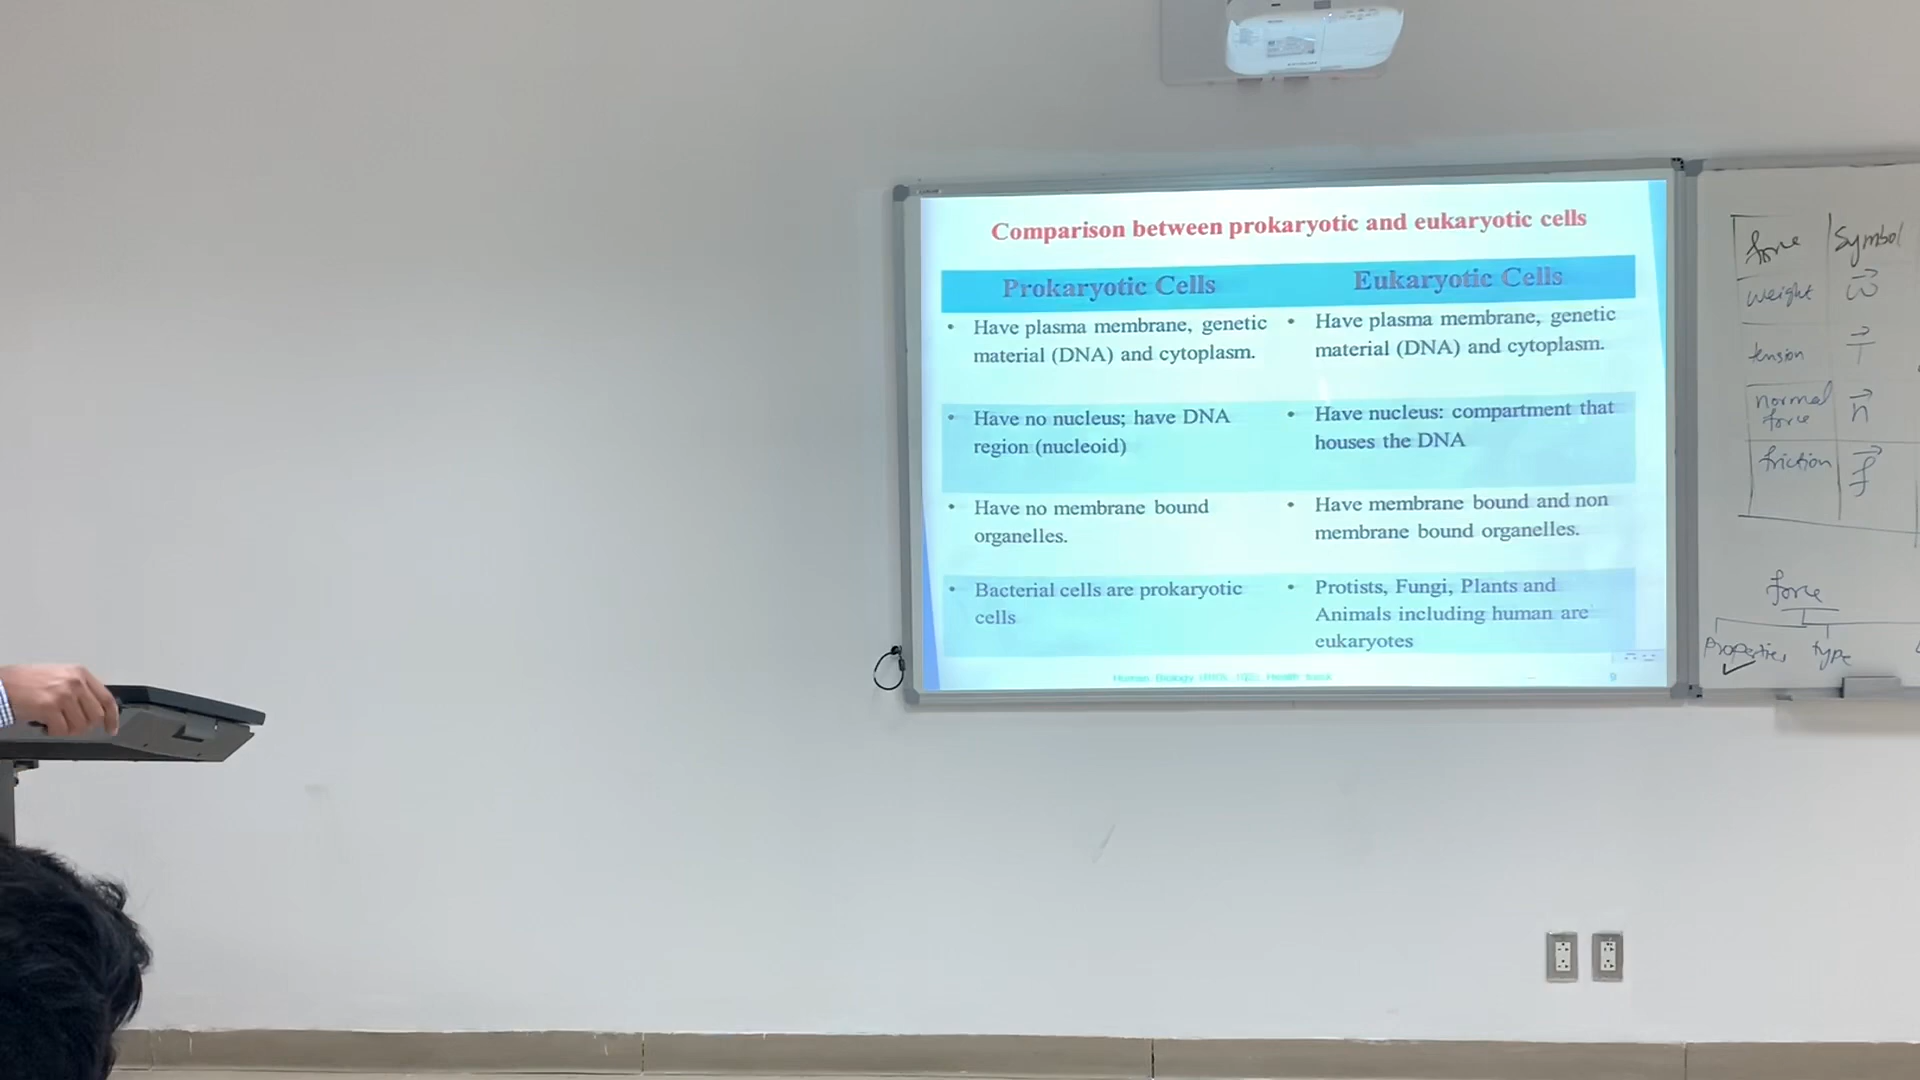 Comparison between prokaryotic and eukaryotic cells
Prokaryotic Cells
Eukaryotic Cells
• Have plasma membrane, genetic
material (DNA) and cytoplasm.
• Have plasma membrane, genetic
material (DNA) and cytoplasm.
• Have no nucleus; have DNA
region (nucleoid)
• Have nucleus: compartment that
houses the DNA
• Have no membrane bound
organelles.
• Have membrane bound and non
membrane bound organelles.
• Bacterial cells are prokaryotic
cells
• Protists, Fungi, Plants and
Animals including human are
eukaryotes
Human Biology
9
force Symbol
weight w⃗
tension T⃗
normal
force n⃗
friction f⃗
force
Properties type